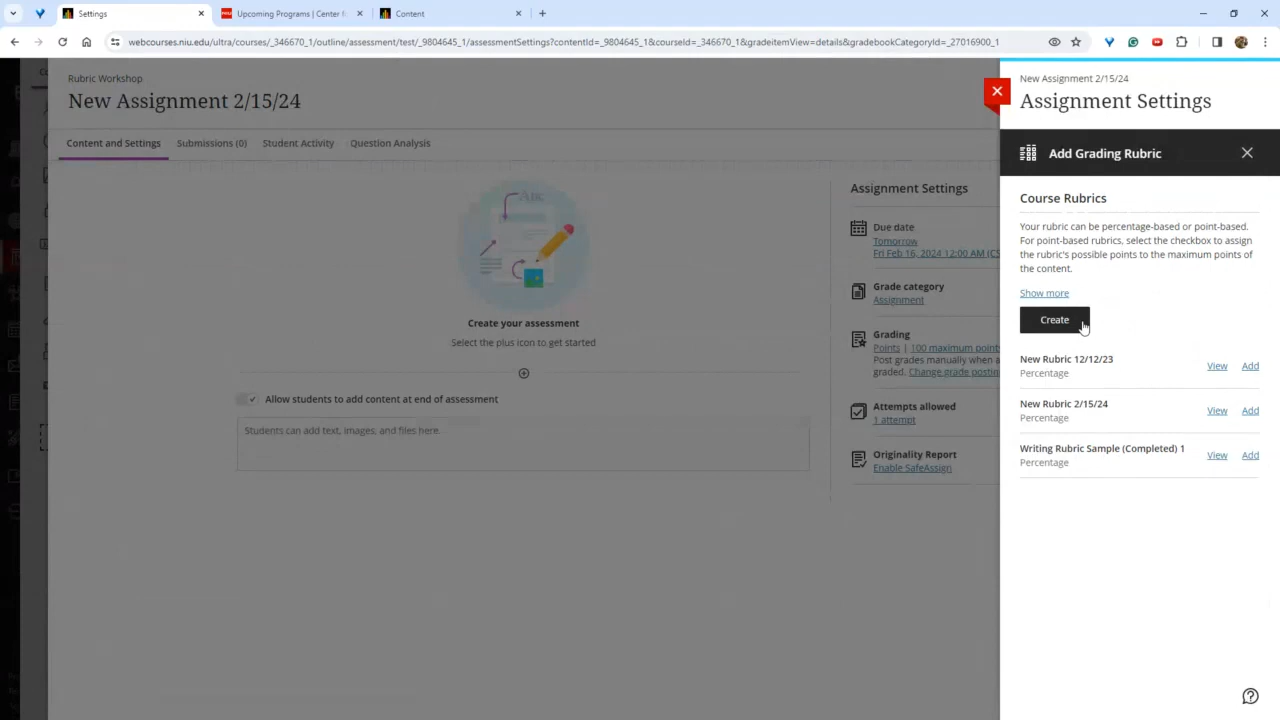 Settings
Upcoming Programs | Center
Content
webcourses.niu.edu/ultra/courses/_346670_1/outline/assessment/test/_9804645_1/assessmentSettings?contentId=_9804645_1&courseId=_346670_1&gradeitemView=details&gradebookCategoryId=_27016900_1
Rubric Workshop
New Assignment 2/15/24
Content and Settings
Submissions (0)
Student Activity
Question Analysis
Abc
Create your assessment
Select the plus icon to get started
Allow students to add content at end of assessment
Students can add text, images, and files here.
Assignment Settings
Due date
Tomorrow
Fri Feb 16, 2024 12:00 AM (CS
Grade category
Assignment
Grading
Points | 100 maximum points
Post grades manually when a
graded. Change grade postin
Attempts allowed
1 attempt
Originality Report
Enable SafeAssign
New Assignment 2/15/24
Assignment Settings
Add Grading Rubric
Course Rubrics
Your rubric can be percentage-based or point-based.
For point-based rubrics, select the checkbox to assign
the rubric's possible points to the maximum points of
the content.
Show more
Create
New Rubric 12/12/23
Percentage
View Add
New Rubric 2/15/24
Percentage
View Add
Writing Rubric Sample (Completed) 1
Percentage
View Add